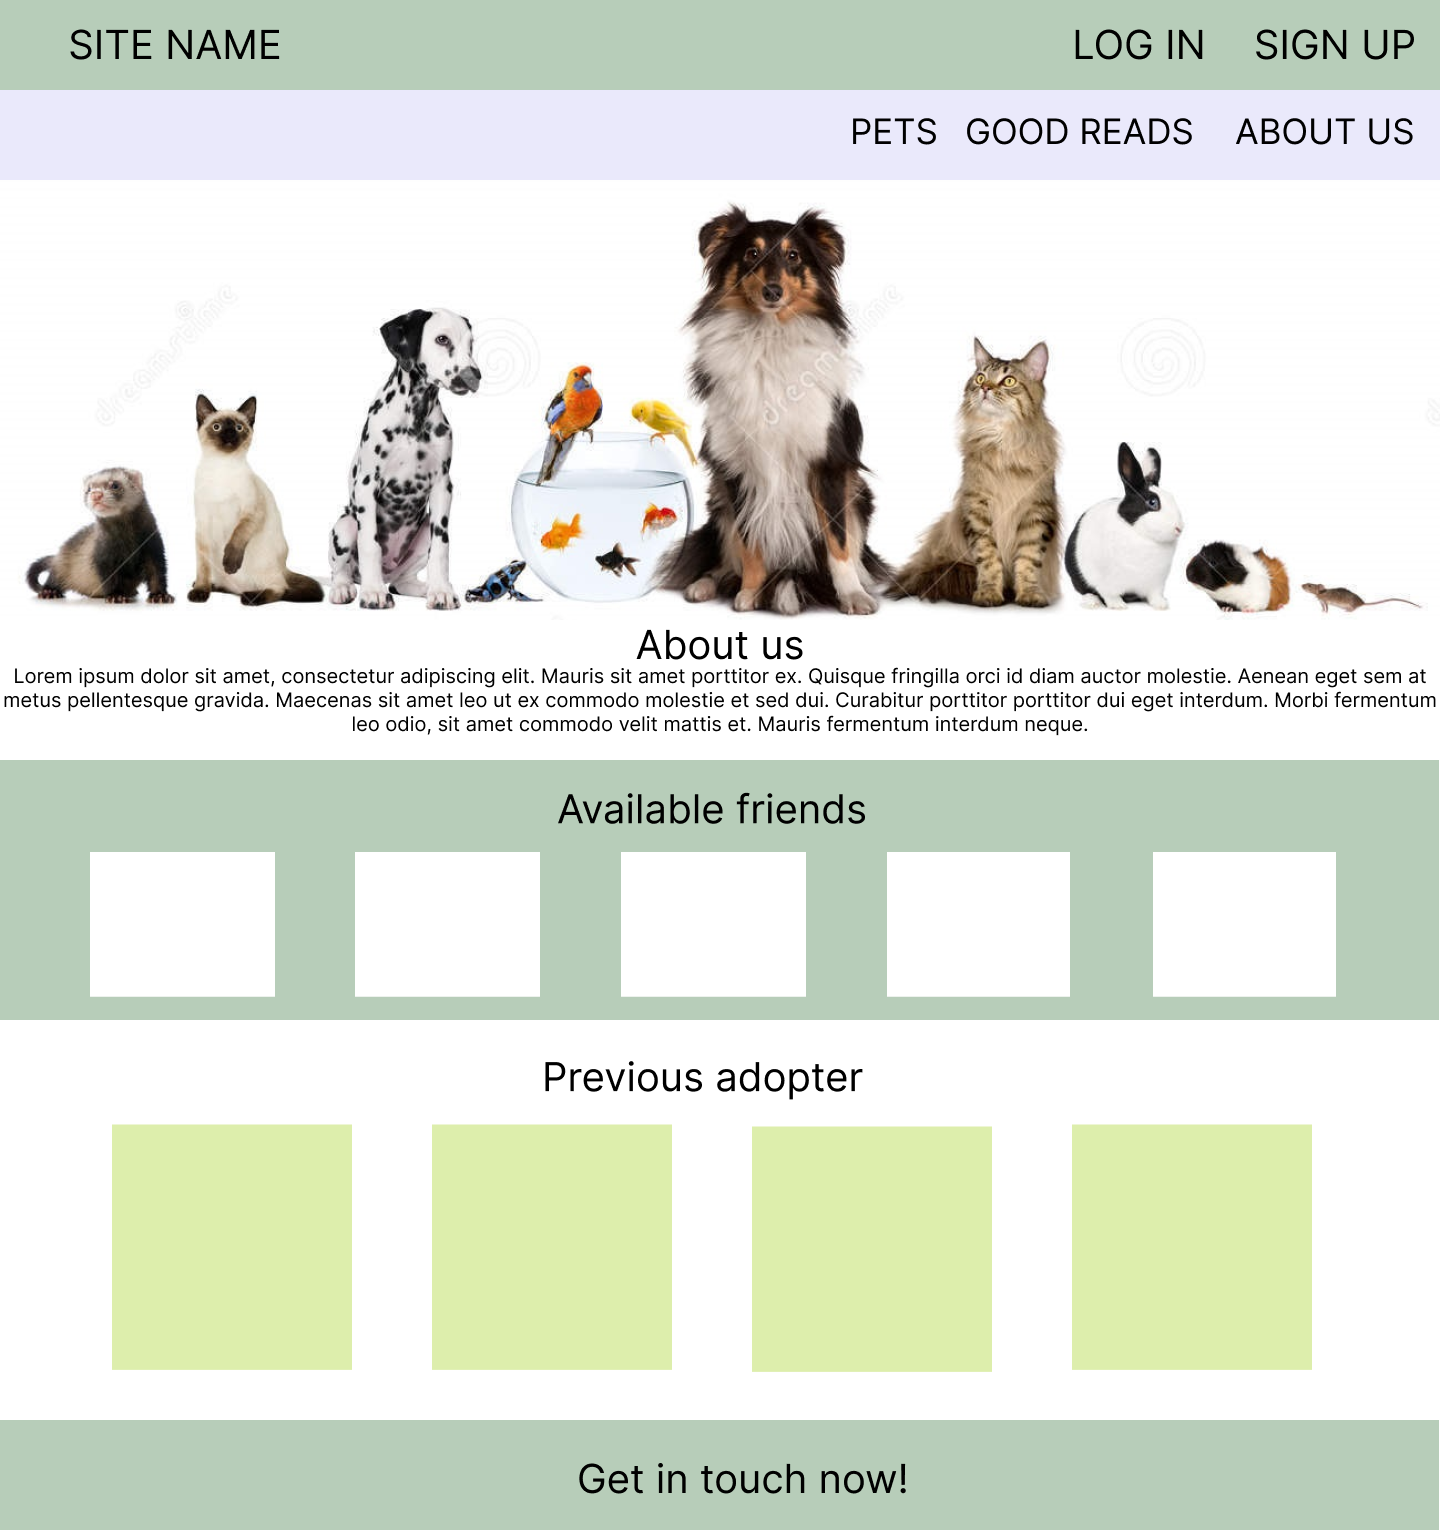 SITE NAME
LOG IN
SIGN UP
PETS
GOOD READS
ABOUT US
dreamstime
dreamstime
About us
Lorem ipsum dolor sit amet, consectetur adipiscing elit. Mauris sit amet porttitor ex. Quisque fringilla orci id diam auctor molestie. Aenean eget sem at
metus pellentesque gravida. Maecenas sit amet leo ut ex commodo molestie et sed dui. Curabitur porttitor porttitor dui eget interdum. Morbi fermentum
leo odio, sit amet commodo velit mattis et. Mauris fermentum interdum neque.
Available friends
Previous adopter
Get in touch now!